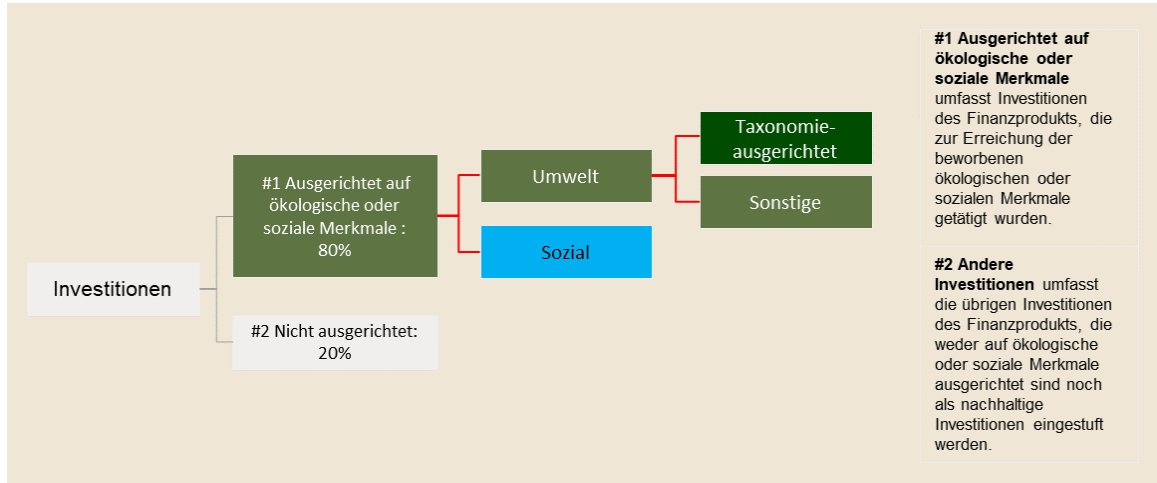 Investitionen
#1 Ausgerichtet auf
ökologische oder
soziale Merkmale :
80%
#2 Nicht ausgerichtet:
20%
Umwelt
Sozial
Taxonomie-
ausgerichtet
Sonstige
#1 Ausgerichtet auf
ökologische oder
soziale Merkmale
umfasst Investitionen
des Finanzprodukts, die
zur Erreichung der
beworbenen
ökologischen oder
sozialen Merkmale
getätigt wurden.
#2 Andere
Investitionen umfasst
die übrigen Investitionen
des Finanzprodukts, die
weder auf ökologische
oder soziale Merkmale
ausgerichtet sind noch
als nachhaltige
Investitionen eingestuft
werden.